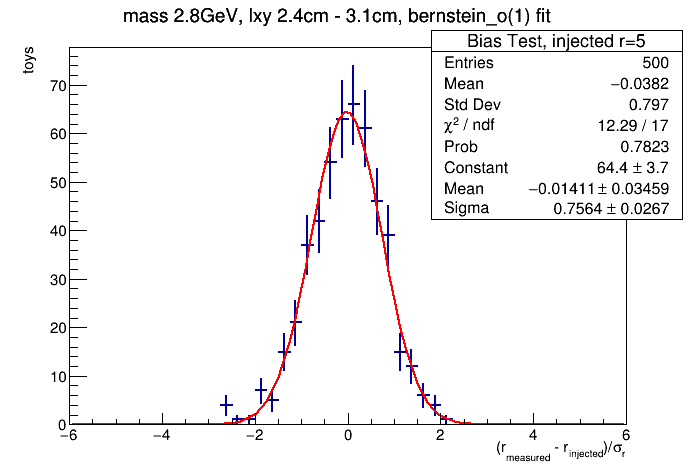 mass 2.8GeV, lxy 2.4cm - 3.1cm, bernstein_o(1) fit
Bias Test, injected r=5
Entries 500
Mean −0.0382
Std Dev 0.797
χ² / ndf 12.29 / 17
Prob 0.7823
Constant 64.4 ± 3.7
Mean −0.01411 ± 0.03459
Sigma 0.7564 ± 0.0267
toys
70
60
50
40
30
20
10
0
−6 −4 −2 0 2 4 6
(r_measured - r_injected)/σ_r